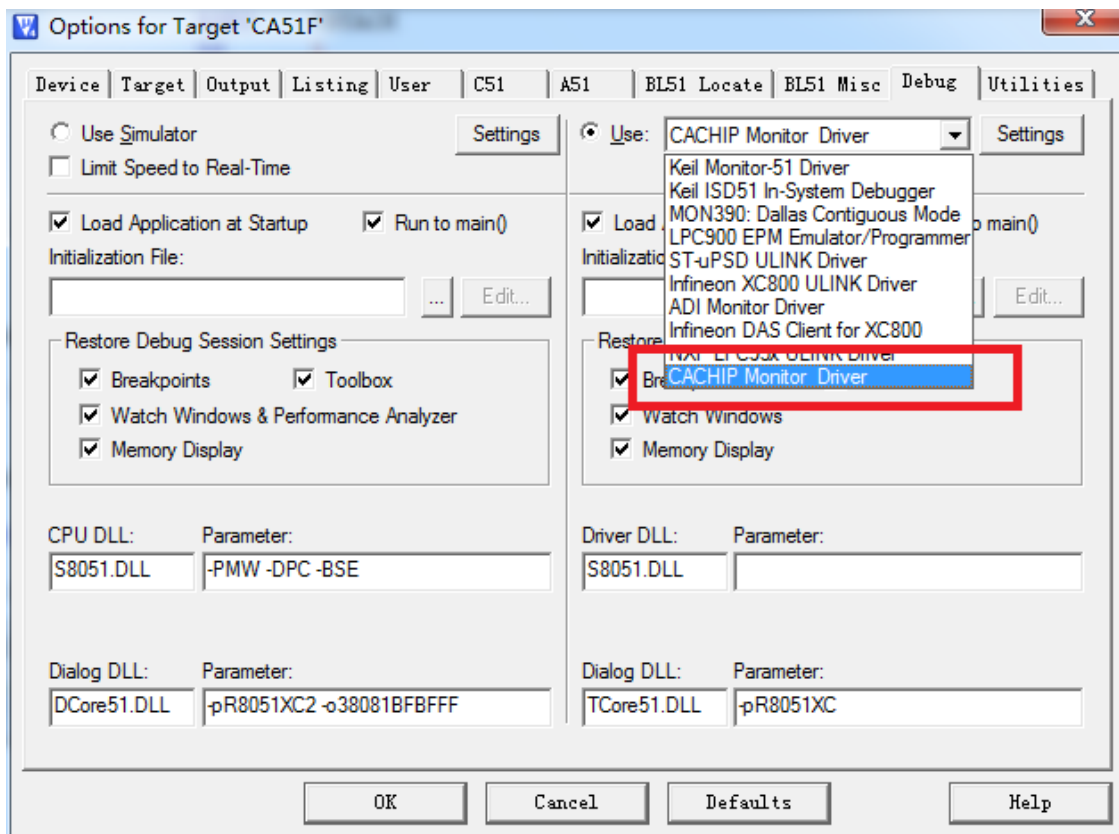 Options for Target 'CA51F'
Device Target Output Listing User C51 A51 BL51 Locate BL51 Misc Debug Utilities
Use Simulator Settings
Limit Speed to Real-Time
Use: CACHIP Monitor Driver Settings
Keil Monitor-51 Driver
Keil ISD51 In-System Debugger
MON390: Dallas Contiguous Mode
LPC900 EPM Emulator/Programmer
ST-uPSD ULINK Driver
Infineon XC800 ULINK Driver
ADI Monitor Driver
Infineon DAS Client for XC800
NXP LPC95x ULINK Driver
CACHIP Monitor Driver
Load Application at Startup Run to main()
Initialization File:
... Edit...
Load main()
Edit...
Restore Debug Session Settings
Breakpoints Toolbox
Watch Windows & Performance Analyzer
Memory Display
Restore
Watch Windows
Memory Display
CPU DLL: Parameter:
S8051.DLL -PMW -DPC -BSE
Driver DLL: Parameter:
S8051.DLL
Dialog DLL: Parameter:
DCore51.DLL -pR8051XC2 -o38081BFBFFF
Dialog DLL: Parameter:
TCore51.DLL -pR8051XC
OK Cancel Defaults Help